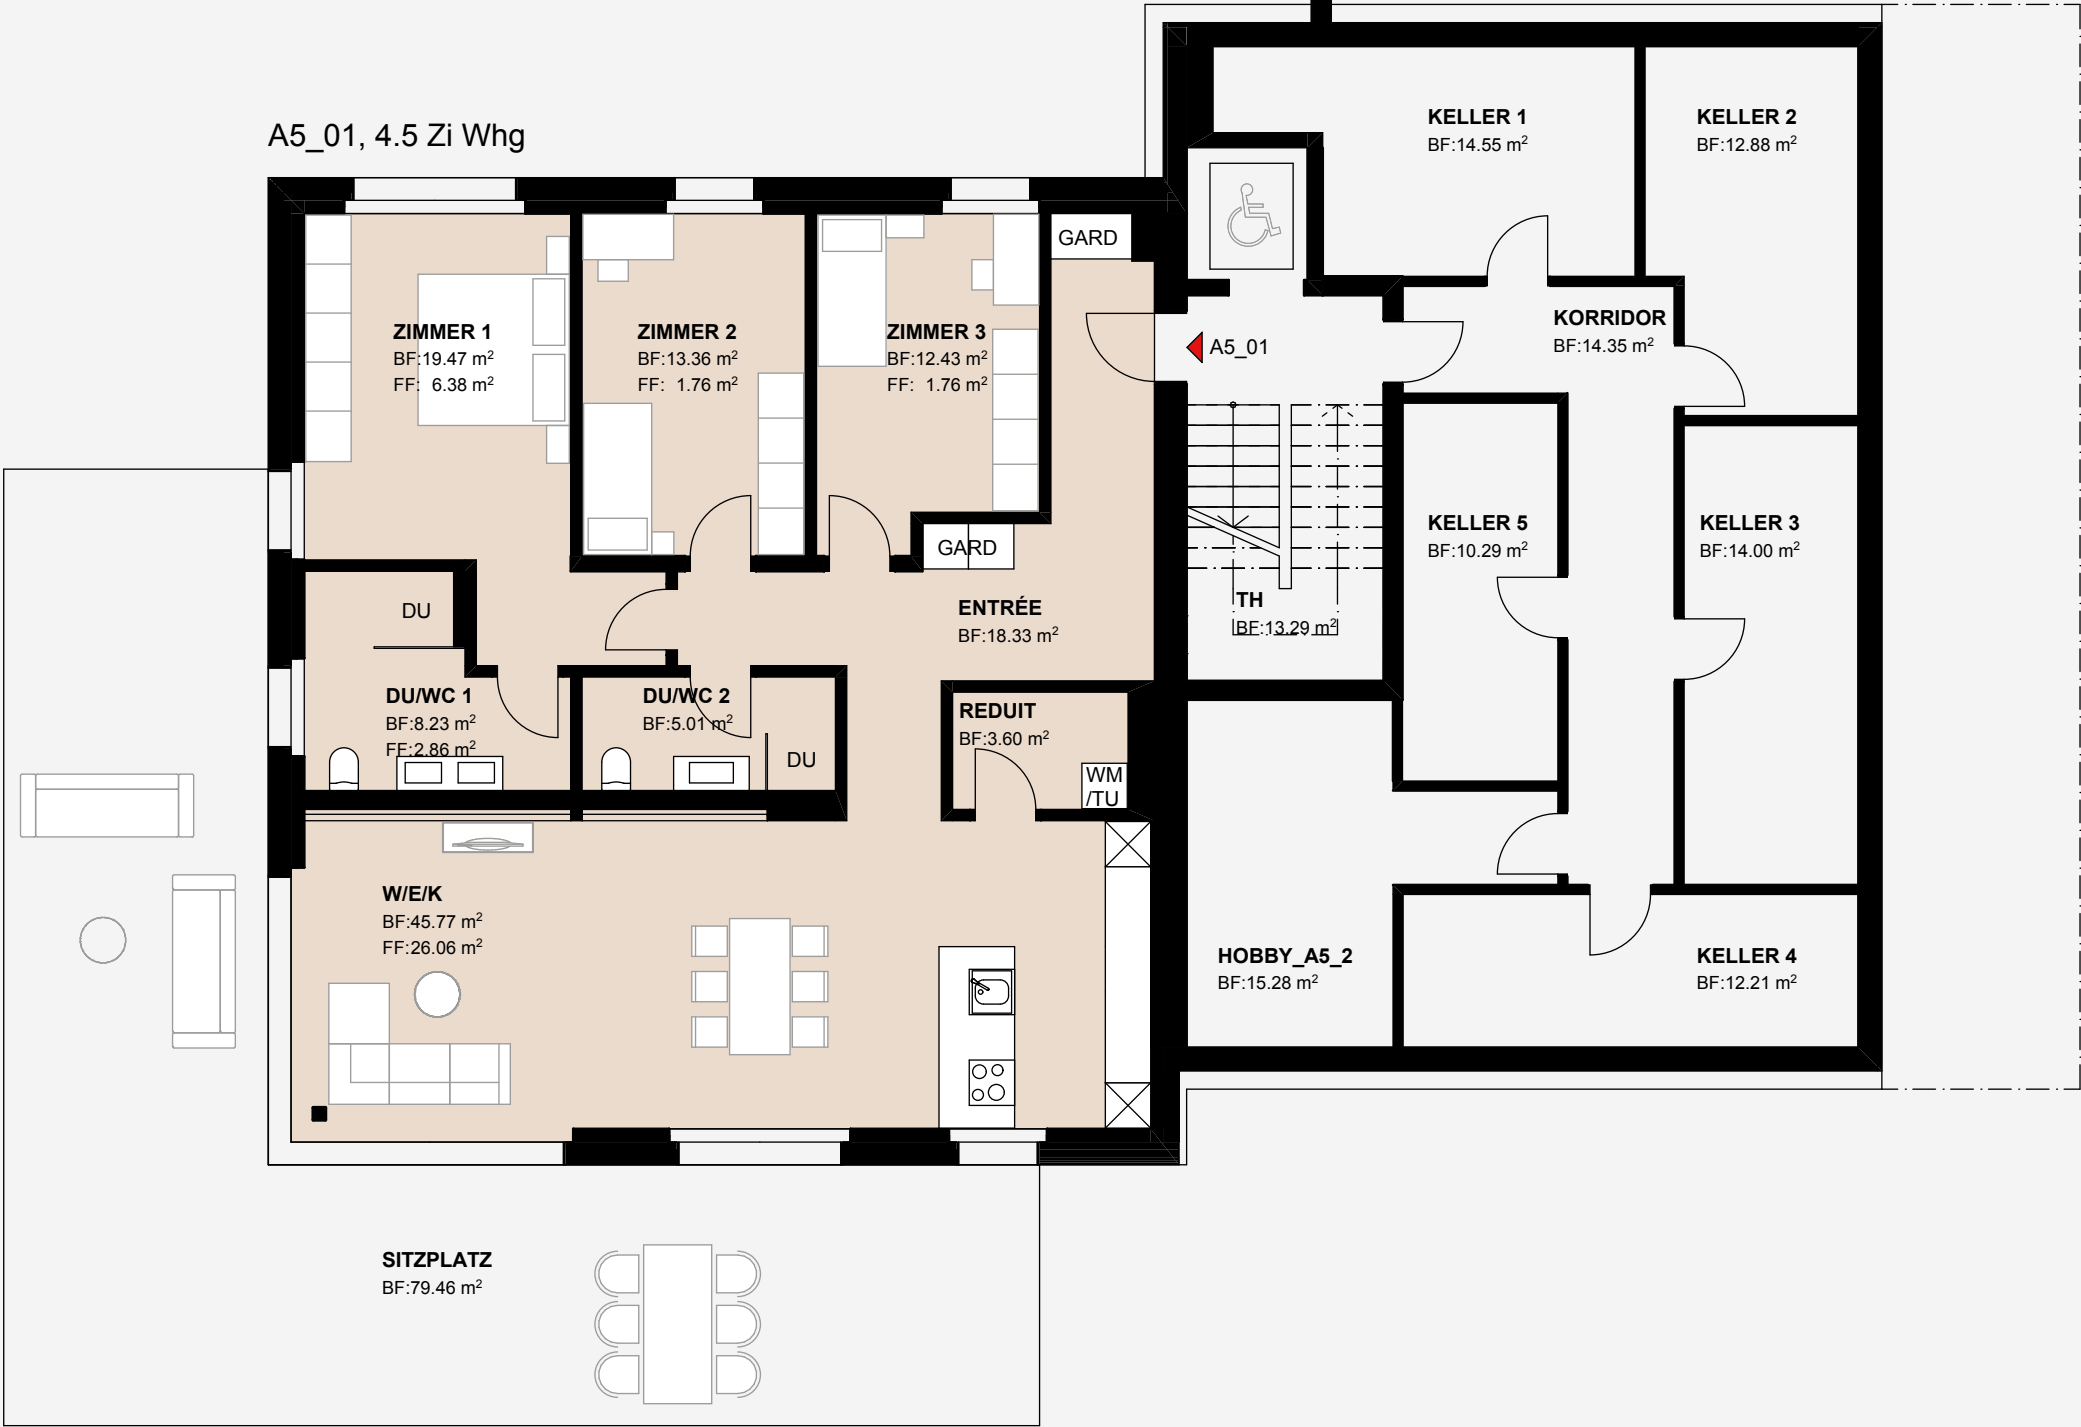 A5_01, 4.5 Zi Whg
KELLER 1
BF:14.55 m²
KELLER 2
BF:12.88 m²
GARD
ZIMMER 1
BF:19.47 m²
FF: 6.38 m²
ZIMMER 2
BF:13.36 m²
FF: 1.76 m²
ZIMMER 3
BF:12.43 m²
FF: 1.76 m²
A5_01
KORRIDOR
BF:14.35 m²
GARD
KELLER 5
BF:10.29 m²
KELLER 3
BF:14.00 m²
DU
ENTRÉE
BF:18.33 m²
TH
BF:13.29 m²
DU/WC 1
BF:8.23 m²
FF:2.86 m²
DU/WC 2
BF:5.01 m²
DU
REDUIT
BF:3.60 m²
WM
/TU
W/E/K
BF:45.77 m²
FF:26.06 m²
HOBBY_A5_2
BF:15.28 m²
KELLER 4
BF:12.21 m²
SITZPLATZ
BF:79.46 m²